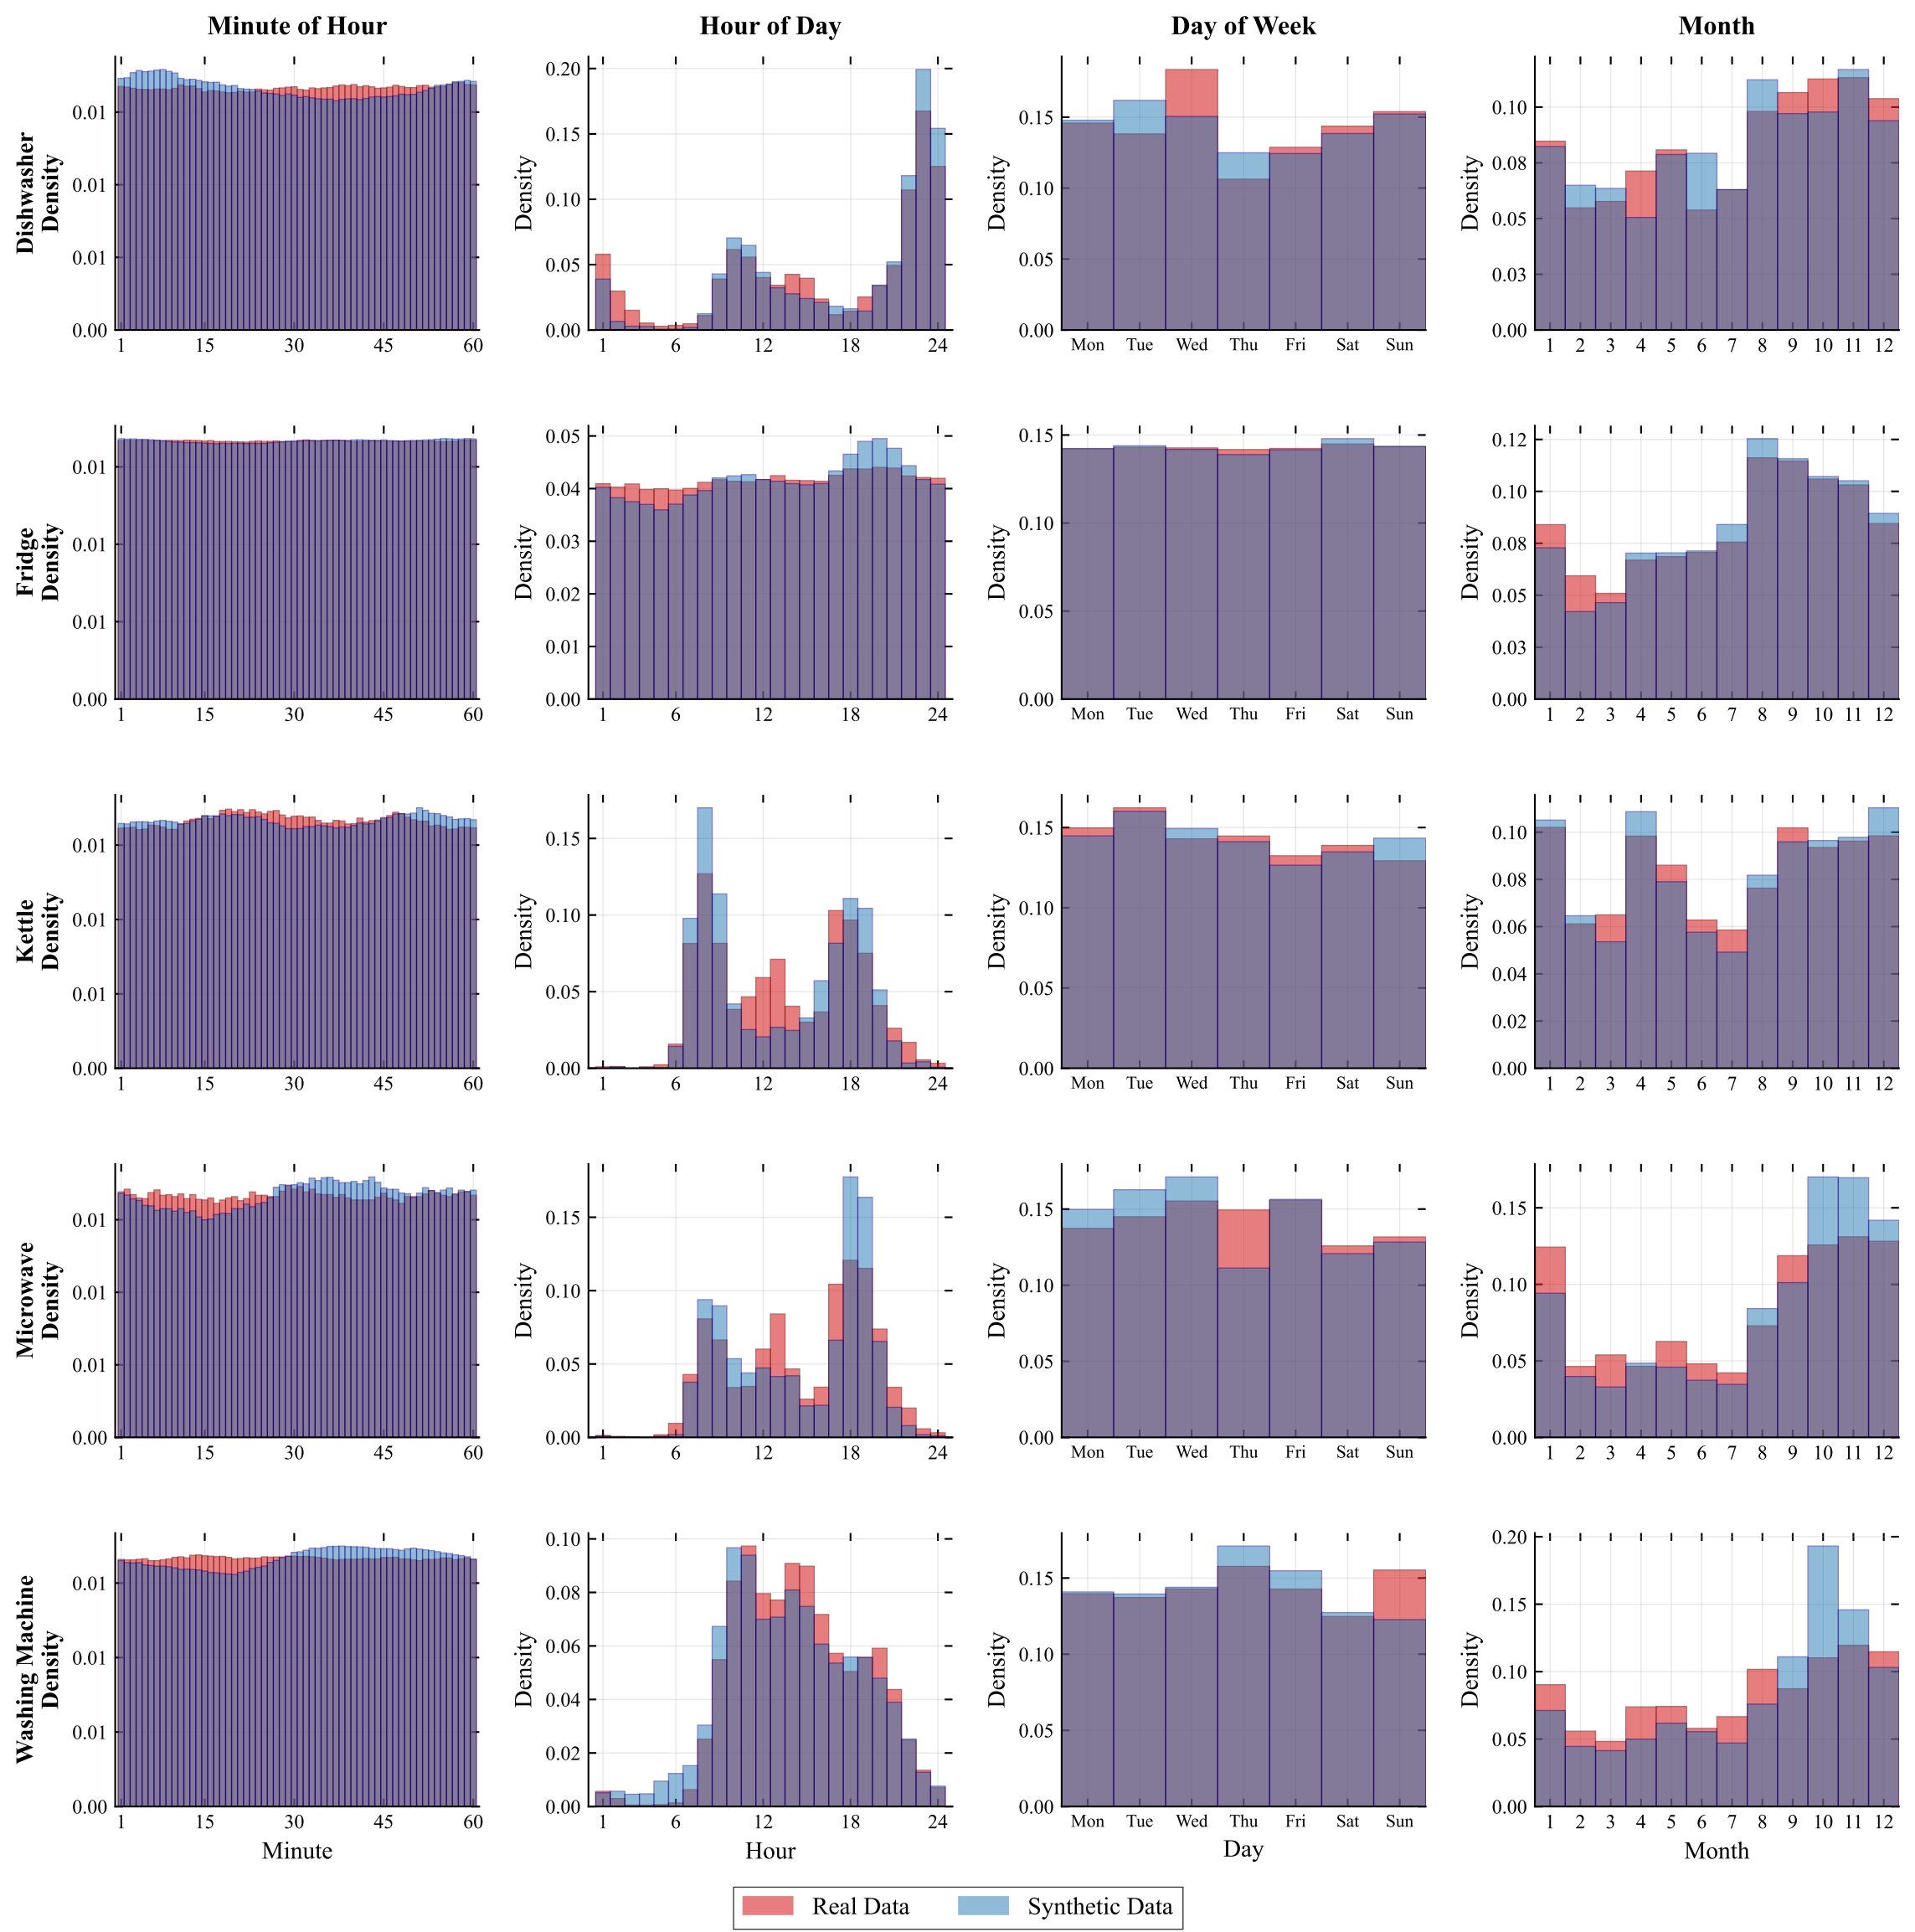 Minute of Hour Hour of Day Day of Week Month
Dishwasher
Density
0.01
0.01
0.01
0.00
1 15 30 45 60
Density
0.20
0.15
0.10
0.05
0.00
1 6 12 18 24
Density
0.15
0.10
0.05
0.00
Mon Tue Wed Thu Fri Sat Sun
Density
0.10
0.08
0.05
0.03
0.00
1 2 3 4 5 6 7 8 9 10 11 12
Fridge
Density
0.01
0.01
0.01
0.00
1 15 30 45 60
Density
0.05
0.04
0.03
0.02
0.01
0.00
1 6 12 18 24
Density
0.15
0.10
0.05
0.00
Mon Tue Wed Thu Fri Sat Sun
Density
0.12
0.10
0.08
0.05
0.03
0.00
1 2 3 4 5 6 7 8 9 10 11 12
Kettle
Density
0.01
0.01
0.01
0.00
1 15 30 45 60
Density
0.15
0.10
0.05
0.00
1 6 12 18 24
Density
0.15
0.10
0.05
0.00
Mon Tue Wed Thu Fri Sat Sun
Density
0.10
0.08
0.06
0.04
0.02
0.00
1 2 3 4 5 6 7 8 9 10 11 12
Microwave
Density
0.01
0.01
0.01
0.00
1 15 30 45 60
Density
0.15
0.10
0.05
0.00
1 6 12 18 24
Density
0.15
0.10
0.05
0.00
Mon Tue Wed Thu Fri Sat Sun
Density
0.15
0.10
0.05
0.00
1 2 3 4 5 6 7 8 9 10 11 12
Washing Machine
Density
0.01
0.01
0.01
0.00
1 15 30 45 60
Minute
Density
0.10
0.08
0.06
0.04
0.02
0.00
1 6 12 18 24
Hour
Density
0.15
0.10
0.05
0.00
Mon Tue Wed Thu Fri Sat Sun
Day
Density
0.20
0.15
0.10
0.05
0.00
1 2 3 4 5 6 7 8 9 10 11 12
Month
Real Data Synthetic Data